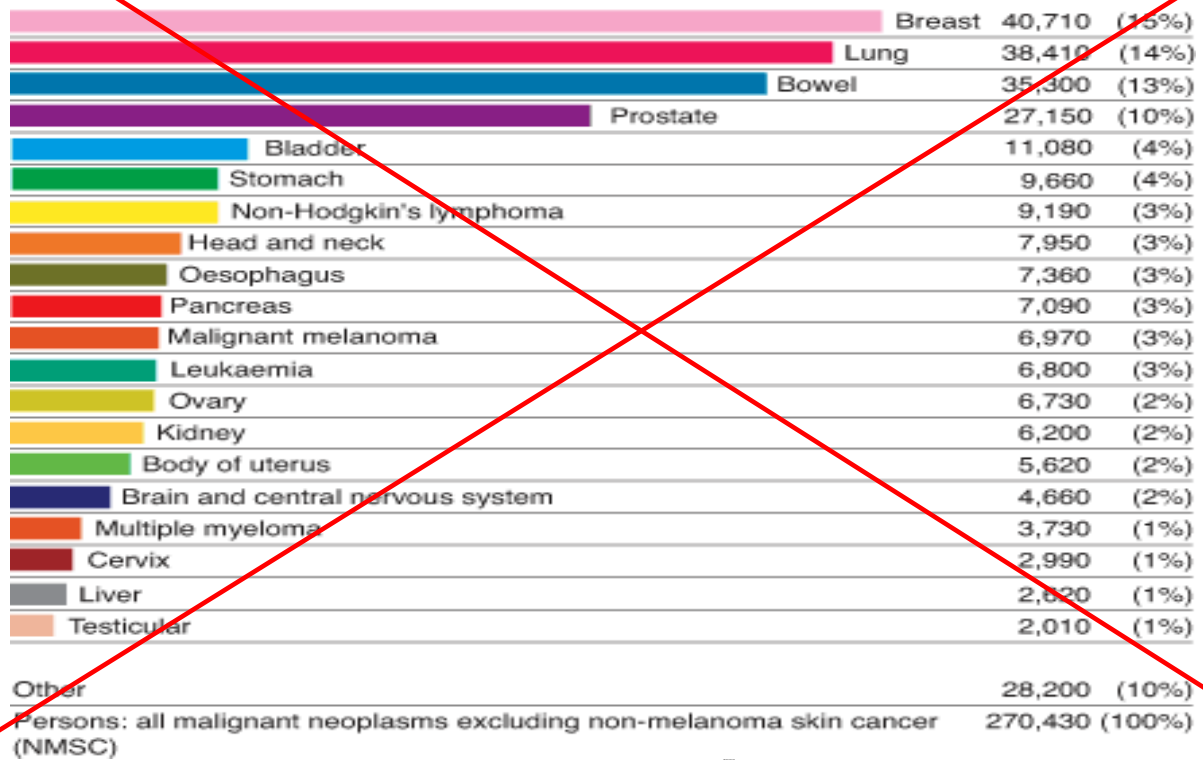 Breast 40,710 (15%)
Lung 38,410 (14%)
Bowel 35,300 (13%)
Prostate 27,150 (10%)
Bladder 11,080 (4%)
Stomach 9,660 (4%)
Non-Hodgkin's lymphoma 9,190 (3%)
Head and neck 7,950 (3%)
Oesophagus 7,360 (3%)
Pancreas 7,090 (3%)
Malignant melanoma 6,970 (3%)
Leukaemia 6,800 (3%)
Ovary 6,730 (2%)
Kidney 6,200 (2%)
Body of uterus 5,620 (2%)
Brain and central nervous system 4,660 (2%)
Multiple myeloma 3,730 (1%)
Cervix 2,990 (1%)
Liver 2,620 (1%)
Testicular 2,010 (1%)
Other 28,200 (10%)
Persons: all malignant neoplasms excluding non-melanoma skin cancer 270,430 (100%)
(NMSC)